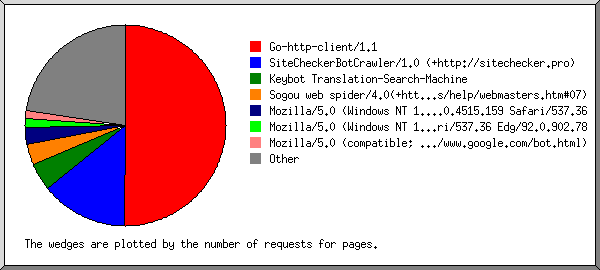 Go-http-client/1.1
SiteCheckerBotCrawler/1.0 (+http://sitechecker.pro)
Keybot Translation-Search-Machine
Sogou web spider/4.0(+htt...s/help/webmasters.htm#07)
Mozilla/5.0 (Windows NT 1....0.4515.159 Safari/537.36
Mozilla/5.0 (Windows NT 1...ri/537.36 Edg/92.0.902.78
Mozilla/5.0 (compatible; .../www.google.com/bot.html)
Other
The wedges are plotted by the number of requests for pages.